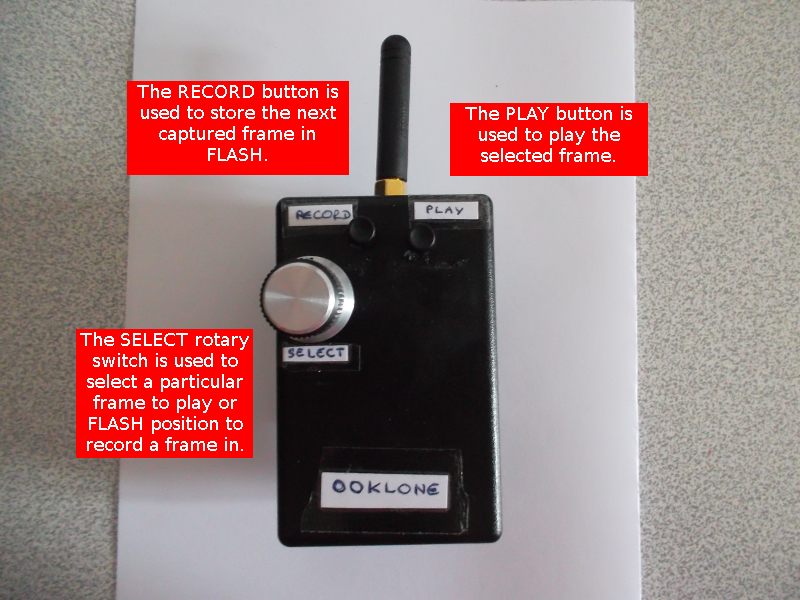 The RECORD button is
used to store the next
captured frame in
FLASH.
The PLAY button is
used to play the
selected frame.
RECORD
PLAY
The SELECT rotary
switch is used to
select a particular
frame to play or
FLASH position to
record a frame in.
SELECT
OOKLONE